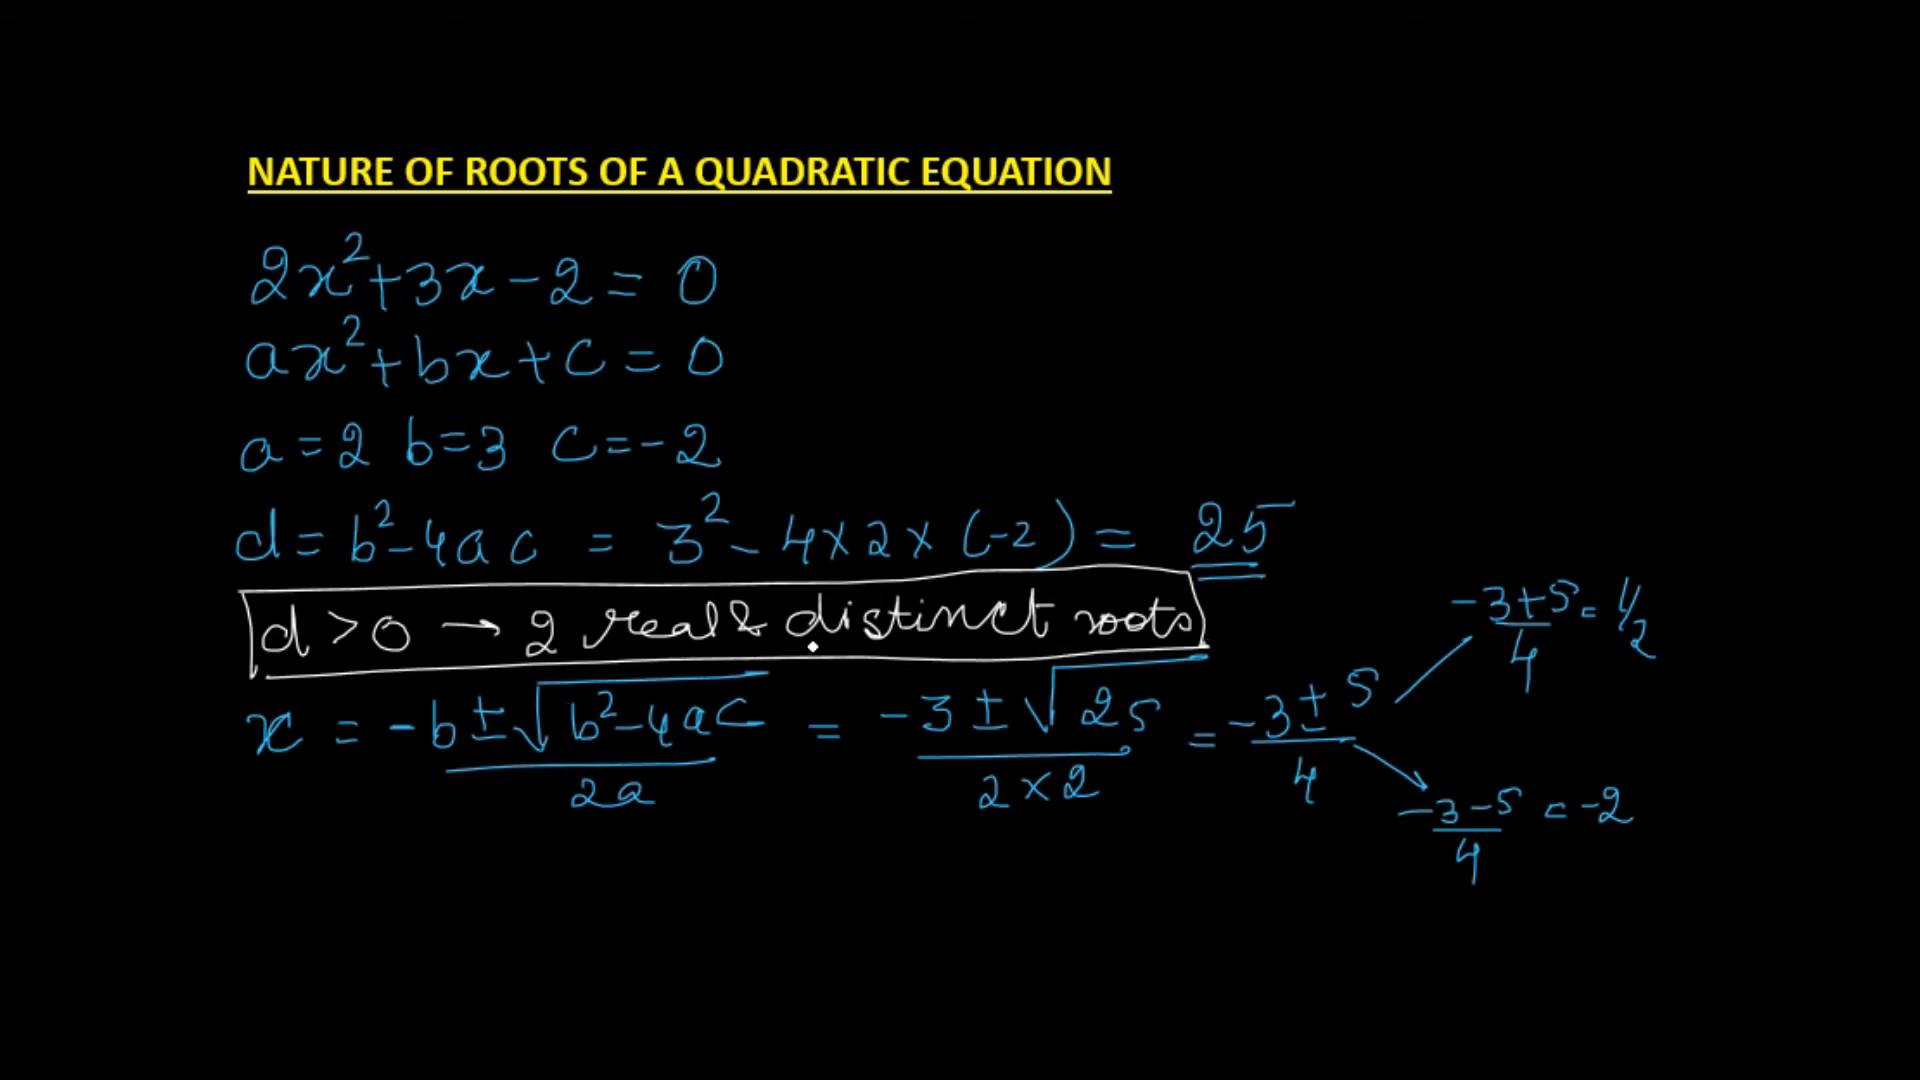 NATURE OF ROOTS OF A QUADRATIC EQUATION
2x²+3x-2=0
ax²+bx+c=0
a=2 b=3 c=-2
d=b²-4ac = 3²-4×2×(-2)= 25
d>0 → 2 real & distinct roots
x = -b±√b²-4ac / 2a = -3±√25 / 2×2 = -3±5 / 4
-3+5 / 4 = 1/2
-3-5 / 4 = -2